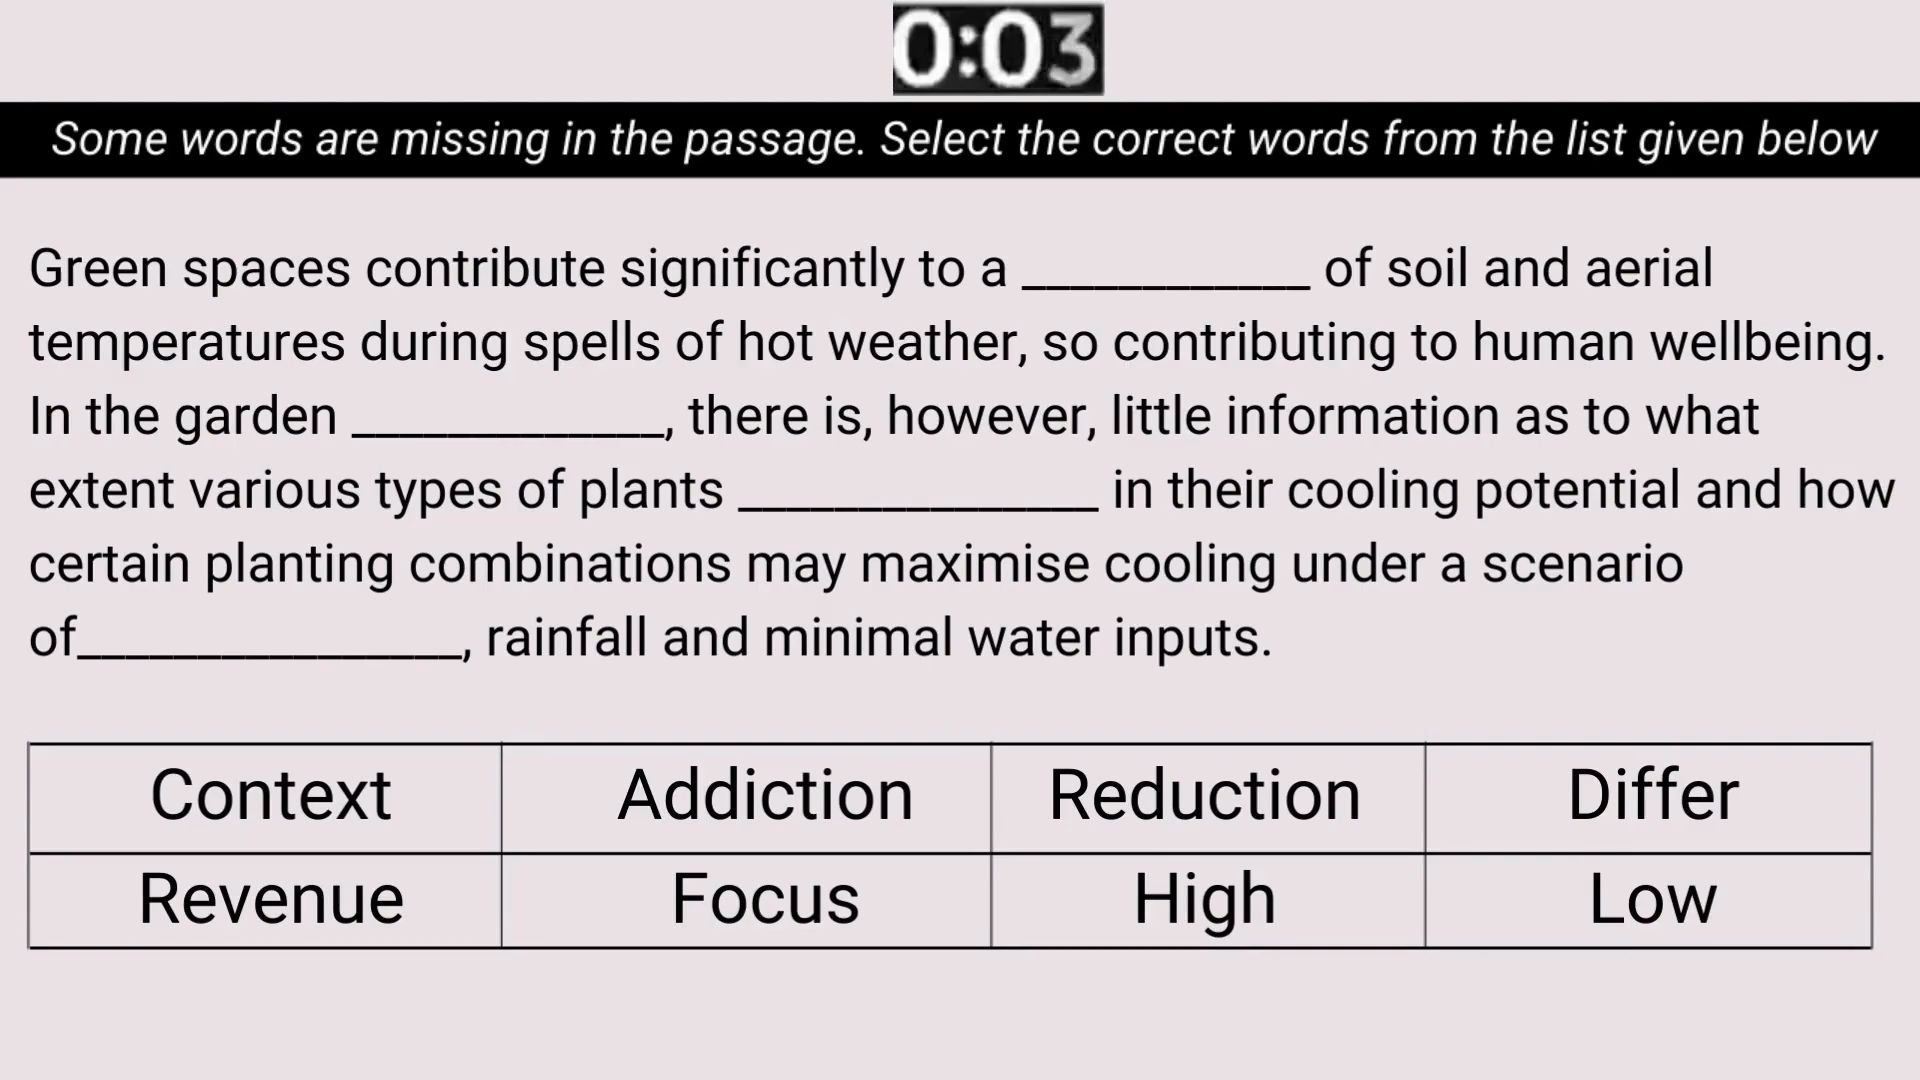 0:03
Some words are missing in the passage. Select the correct words from the list given below
Green spaces contribute significantly to a ____________ of soil and aerial
temperatures during spells of hot weather, so contributing to human wellbeing.
In the garden _____________, there is, however, little information as to what
extent various types of plants _______________ in their cooling potential and how
certain planting combinations may maximise cooling under a scenario
of________________, rainfall and minimal water inputs.
Context Addiction Reduction Differ
Revenue Focus High Low